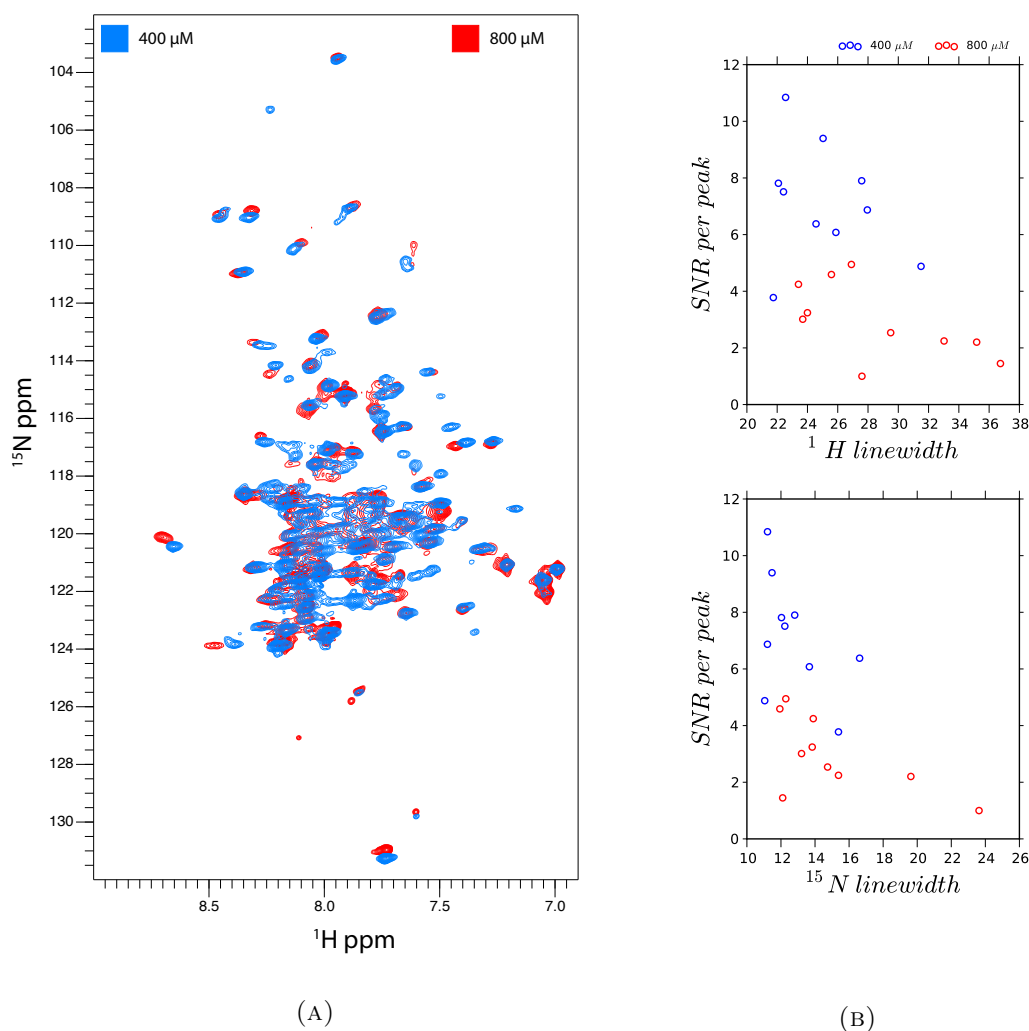 400 µM
800 µM
104
106
108
110
112
114
116
118
120
122
124
126
128
130
¹⁵N ppm
8.5
8.0
7.5
7.0
¹H ppm
(A)
400 µM
800 µM
12
10
8
6
4
2
0
SNR per peak
20 22 24 26 28 30 32 34 36 38
¹ H linewidth
12
10
8
6
4
2
0
SNR per peak
10 12 14 16 18 20 22 24 26
¹⁵ N linewidth
(B)